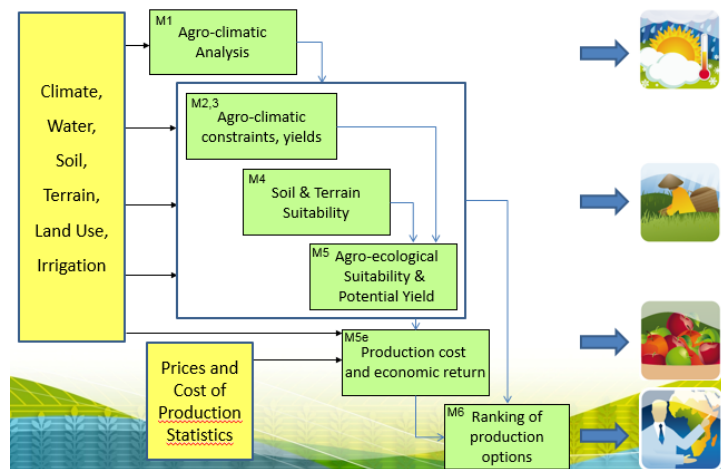 M1
Agro-climatic
Analysis
Climate,
Water,
Soil,
Terrain,
Land Use,
Irrigation
M2,3
Agro-climatic
constraints, yields
M4
Soil & Terrain
Suitability
M5
Agro-ecological
Suitability &
Potential Yield
M5e
Production cost
and economic return
Prices and
Cost of
Production
Statistics
M6
Ranking of
production
options